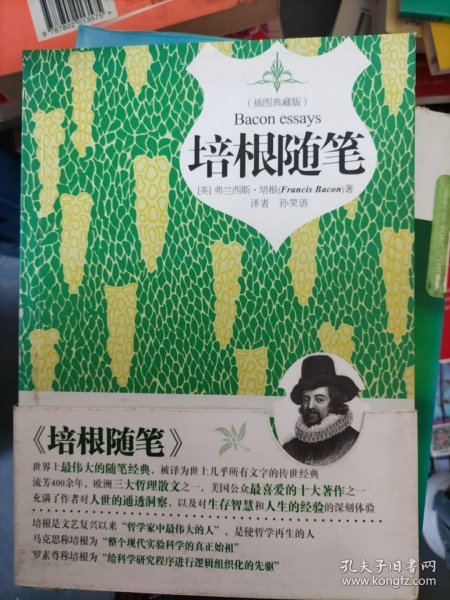 9787802013575
（插图典藏版）
Bacon essays
培根随笔
[英] 弗兰西斯·培根(Francis Bacon)著
译者 孙笑语
《培根随笔》
世界上最伟大的随笔经典，被译为世上几乎所有文字的传世经典
流芳400余年，欧洲三大哲理散文之一，美国公众最喜爱的十大著作之一
充满了作者对人世的通透洞察，以及对生存智慧和人生的经验的深刻体验
培根是文艺复兴以来“哲学家中最伟大的人”，是使哲学再生的人
马克思称培根为“整个现代实验科学的真正始祖”
罗素尊称培根为“给科学研究程序进行逻辑组织化的先驱”
孔夫子旧书网
www.kongfz.com